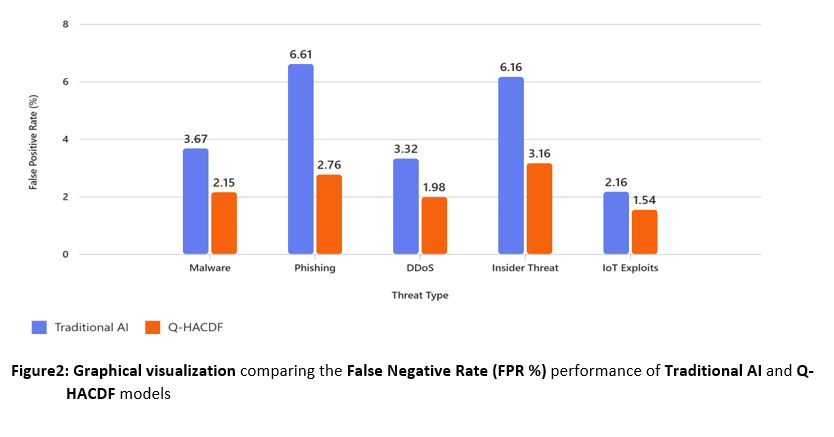 8
6.61
6.16
6
False Positive Rate (%)
4
3.67
3.32
3.16
2.76
2.15
2.16
1.98
2
1.54
0
Malware
Phishing
DDoS
Insider Threat
IoT Exploits
Threat Type
Traditional AI
Q-HACDF
Figure2: Graphical visualization comparing the False Negative Rate (FPR %) performance of Traditional AI and Q-
HACDF models